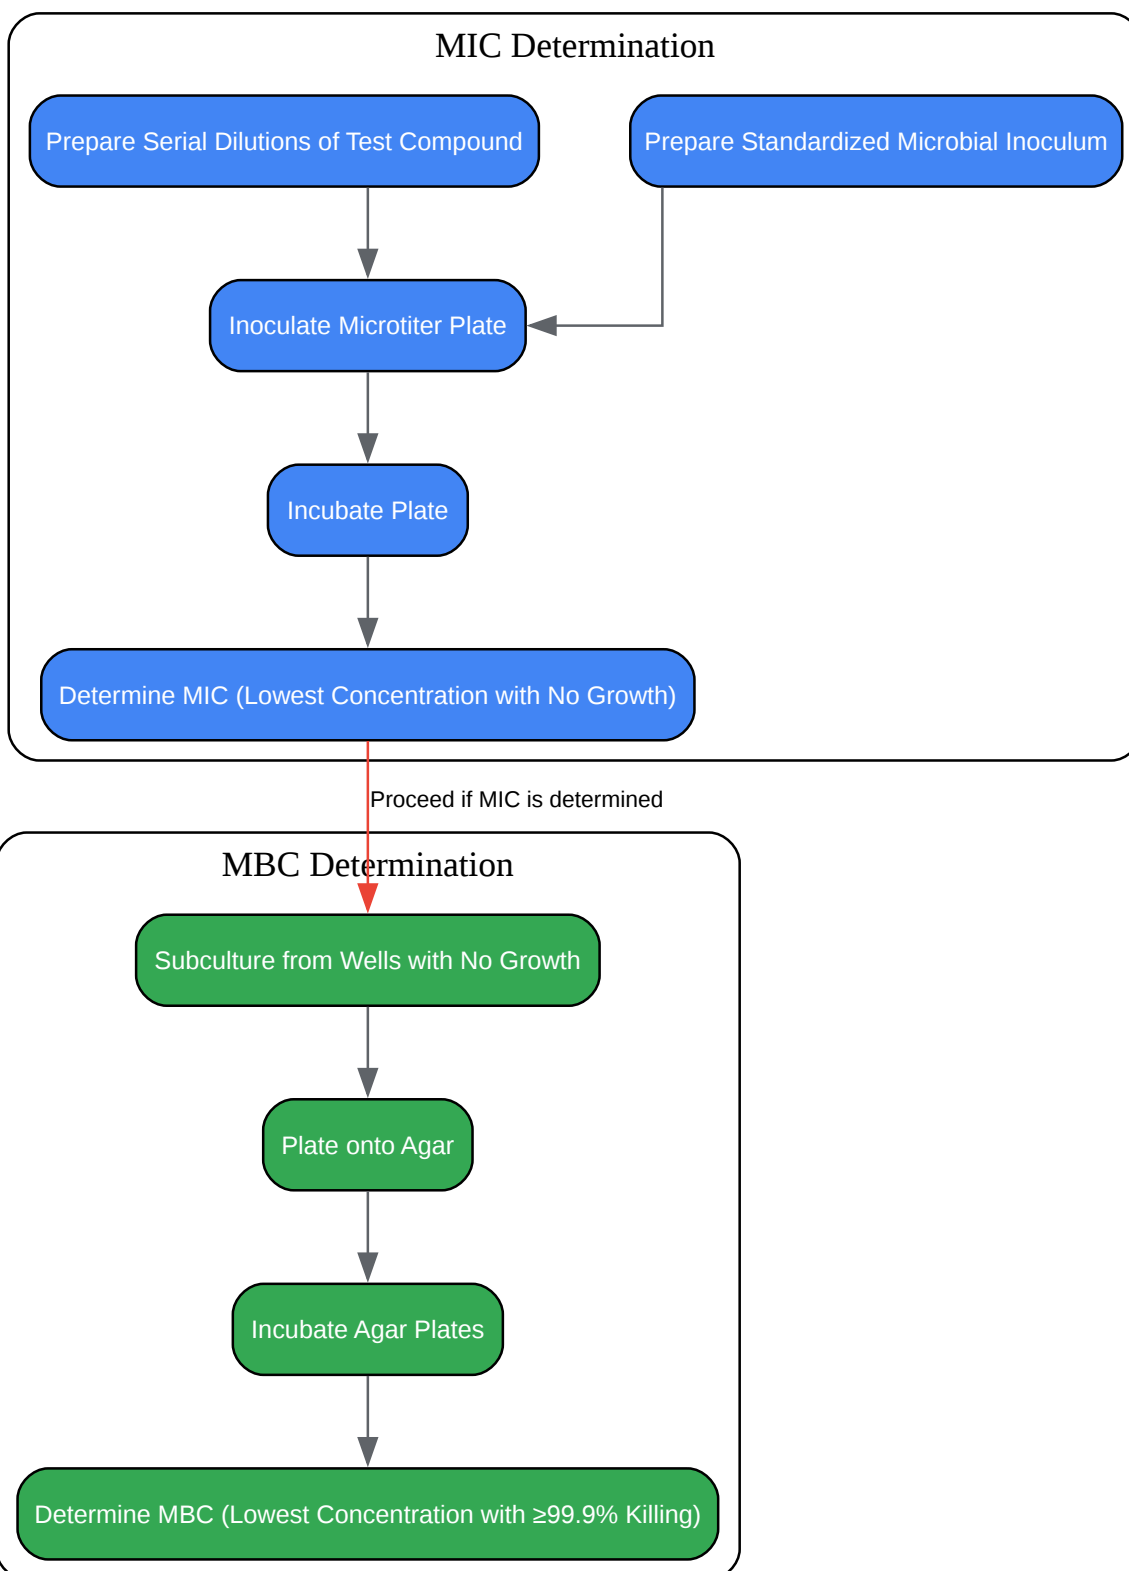 MIC Determination
Prepare Serial Dilutions of Test Compound
Prepare Standardized Microbial Inoculum
Inoculate Microtiter Plate
Incubate Plate
Determine MIC (Lowest Concentration with No Growth)
Proceed if MIC is determined
MBC Determination
Subculture from Wells with No Growth
Plate onto Agar
Incubate Agar Plates
Determine MBC (Lowest Concentration with ≥99.9% Killing)